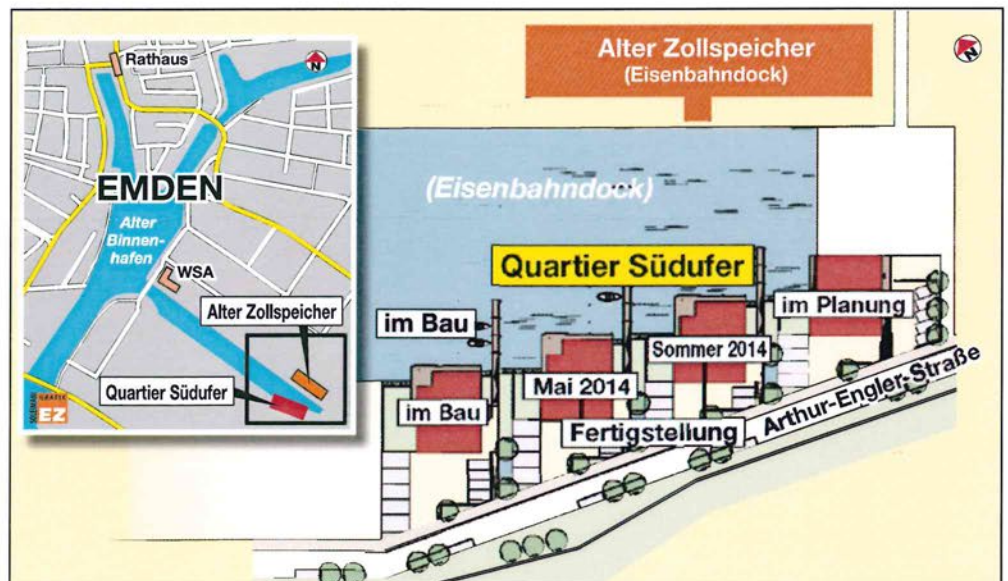 Rathaus
N
EMDEN
Alter
Binnen-
hafen
WSA
Alter Zollspeicher
Quartier Südufer
GRAFIK
EZ
Alter Zollspeicher
(Eisenbahndock)
N
(Eisenbahndock)
Quartier Südufer
im Bau
im Planung
Sommer 2014
Mai 2014
im Bau
Fertigstellung
Arthur-Engler-Straße